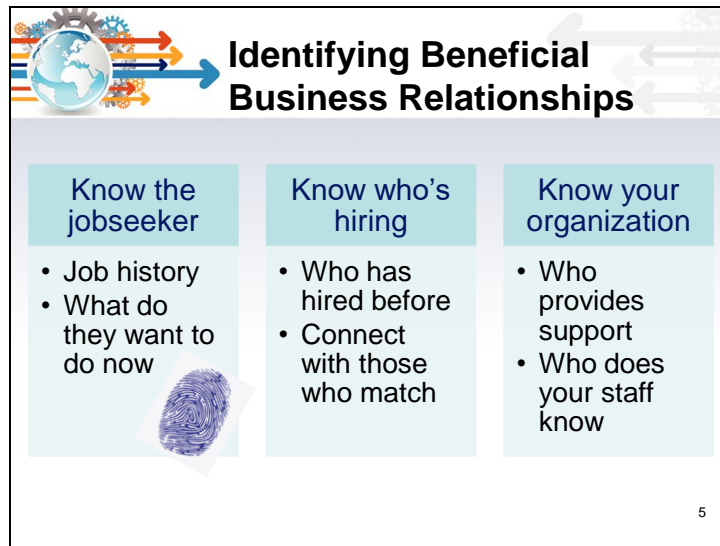 Identifying Beneficial
Business Relationships
Know the
jobseeker
• Job history
• What do
they want to
do now
Know who's
hiring
• Who has
hired before
• Connect
with those
who match
Know your
organization
• Who
provides
support
• Who does
your staff
know
5